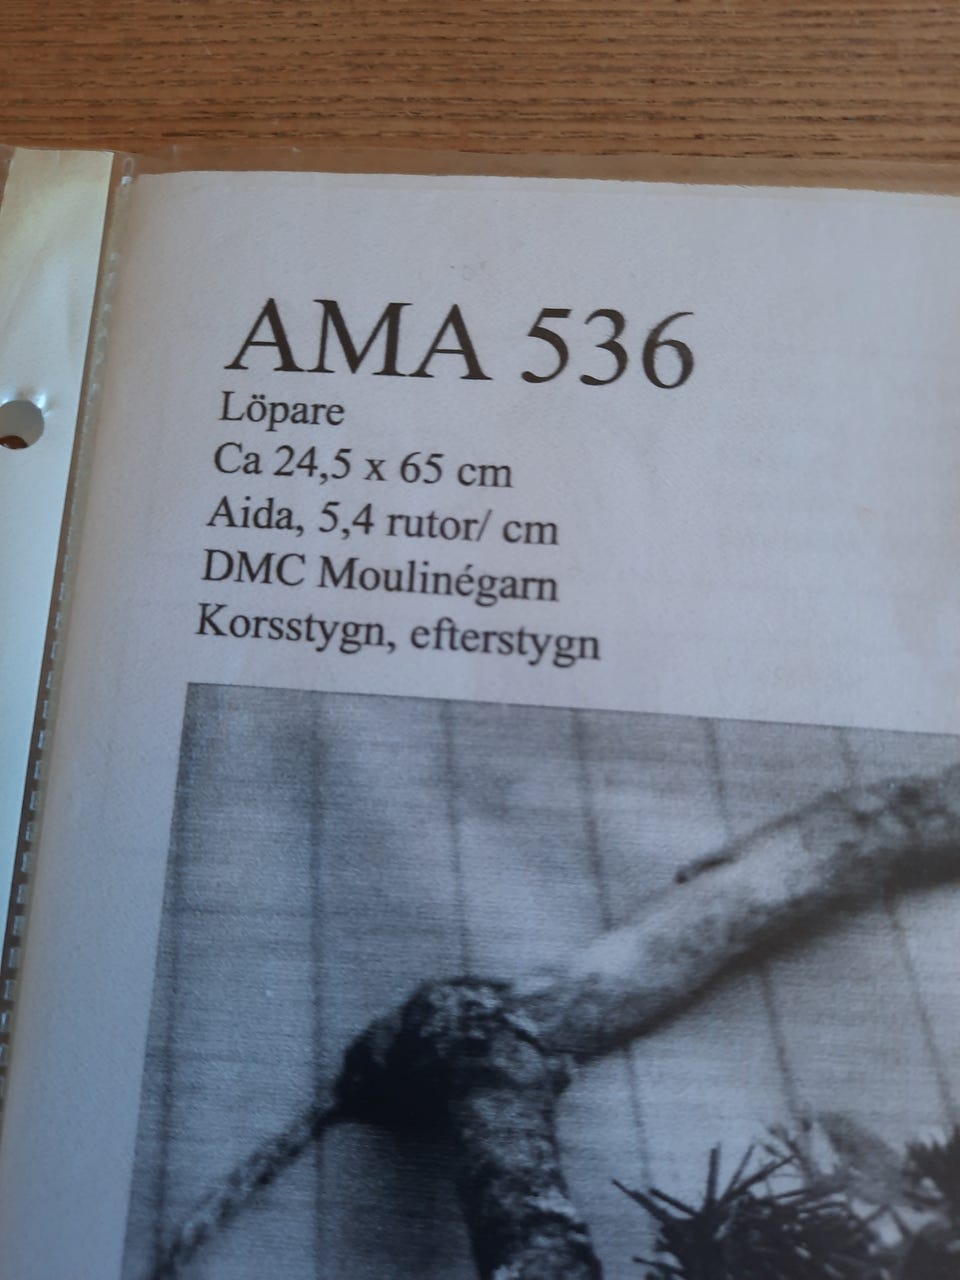 AMA 536
Löpare
Ca 24,5 x 65 cm
Aida, 5,4 rutor/ cm
DMC Moulinégarn
Korsstygn, efterstygn